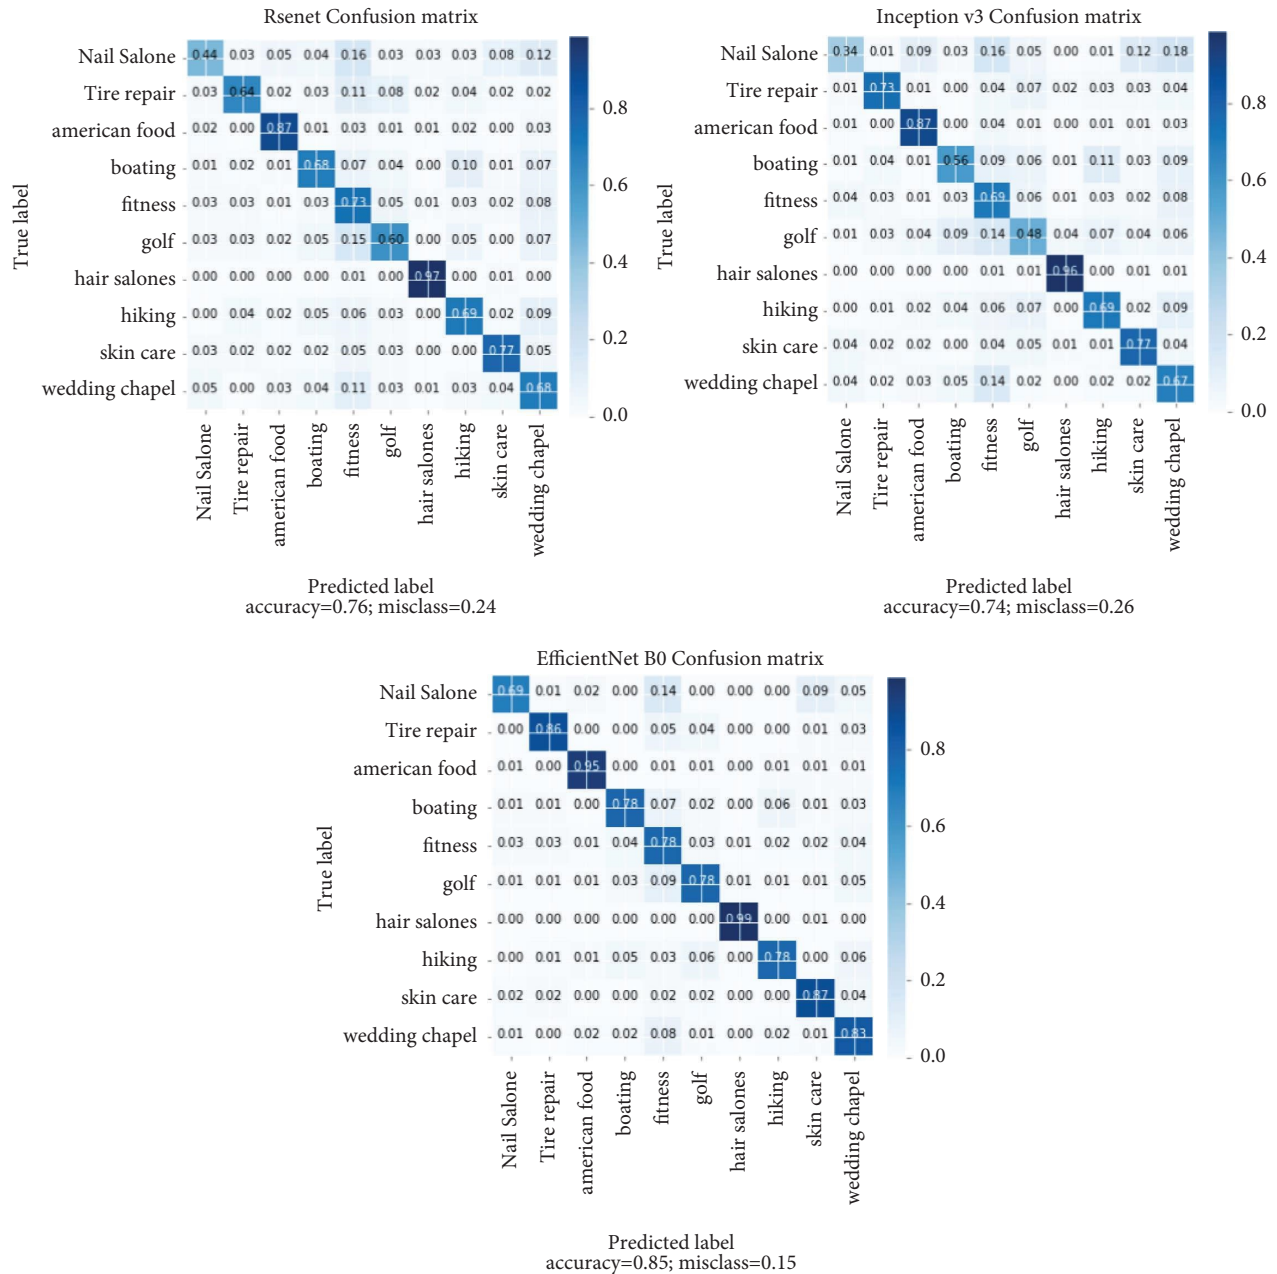 Rsenet Confusion matrix
True label
Nail Salone 0.44 0.03 0.05 0.04 0.16 0.03 0.03 0.03 0.08 0.12
Tire repair 0.03 0.64 0.02 0.03 0.11 0.08 0.02 0.04 0.02 0.02
american food 0.02 0.00 0.87 0.01 0.03 0.01 0.01 0.02 0.00 0.03
boating 0.01 0.02 0.01 0.68 0.07 0.04 0.00 0.10 0.01 0.07
fitness 0.03 0.03 0.01 0.03 0.73 0.05 0.01 0.03 0.02 0.08
golf 0.03 0.03 0.02 0.05 0.15 0.60 0.00 0.05 0.00 0.07
hair salones 0.00 0.00 0.00 0.00 0.01 0.00 0.97 0.00 0.01 0.00
hiking 0.00 0.04 0.02 0.05 0.06 0.03 0.00 0.69 0.02 0.09
skin care 0.03 0.02 0.02 0.02 0.05 0.03 0.00 0.00 0.77 0.05
wedding chapel 0.05 0.00 0.03 0.04 0.11 0.03 0.01 0.03 0.04 0.68
Nail Salone
Tire repair
american food
boating
fitness
golf
hair salones
hiking
skin care
wedding chapel
0.8
0.6
0.4
0.2
0.0
Predicted label
accuracy=0.76; misclass=0.24
Inception v3 Confusion matrix
True label
Nail Salone 0.34 0.01 0.09 0.03 0.16 0.05 0.00 0.01 0.12 0.18
Tire repair 0.01 0.73 0.01 0.00 0.04 0.07 0.02 0.03 0.03 0.04
american food 0.01 0.00 0.87 0.00 0.04 0.01 0.00 0.01 0.01 0.03
boating 0.01 0.04 0.01 0.56 0.09 0.06 0.01 0.11 0.03 0.09
fitness 0.04 0.03 0.01 0.03 0.69 0.06 0.01 0.03 0.02 0.08
golf 0.01 0.03 0.04 0.09 0.14 0.48 0.04 0.07 0.04 0.06
hair salones 0.00 0.00 0.00 0.00 0.01 0.01 0.96 0.00 0.01 0.01
hiking 0.00 0.01 0.02 0.04 0.06 0.07 0.00 0.69 0.02 0.09
skin care 0.04 0.02 0.02 0.00 0.04 0.05 0.01 0.01 0.77 0.04
wedding chapel 0.04 0.02 0.03 0.05 0.14 0.02 0.00 0.02 0.02 0.67
Nail Salone
Tire repair
american food
boating
fitness
golf
hair salones
hiking
skin care
wedding chapel
0.8
0.6
0.4
0.2
0.0
Predicted label
accuracy=0.74; misclass=0.26
EfficientNet B0 Confusion matrix
True label
Nail Salone 0.69 0.01 0.02 0.00 0.14 0.00 0.00 0.00 0.09 0.05
Tire repair 0.00 0.86 0.00 0.00 0.05 0.04 0.00 0.00 0.01 0.03
american food 0.01 0.00 0.95 0.00 0.01 0.01 0.00 0.01 0.01 0.01
boating 0.01 0.01 0.00 0.78 0.07 0.02 0.00 0.06 0.01 0.03
fitness 0.03 0.03 0.01 0.04 0.78 0.03 0.01 0.02 0.02 0.04
golf 0.01 0.01 0.01 0.03 0.09 0.78 0.01 0.01 0.01 0.05
hair salones 0.00 0.00 0.00 0.00 0.00 0.00 0.99 0.00 0.01 0.00
hiking 0.00 0.01 0.01 0.05 0.03 0.06 0.00 0.78 0.00 0.06
skin care 0.02 0.02 0.00 0.00 0.02 0.02 0.00 0.00 0.87 0.04
wedding chapel 0.01 0.00 0.02 0.02 0.08 0.01 0.00 0.02 0.01 0.83
Nail Salone
Tire repair
american food
boating
fitness
golf
hair salones
hiking
skin care
wedding chapel
0.8
0.6
0.4
0.2
0.0
Predicted label
accuracy=0.85; misclass=0.15